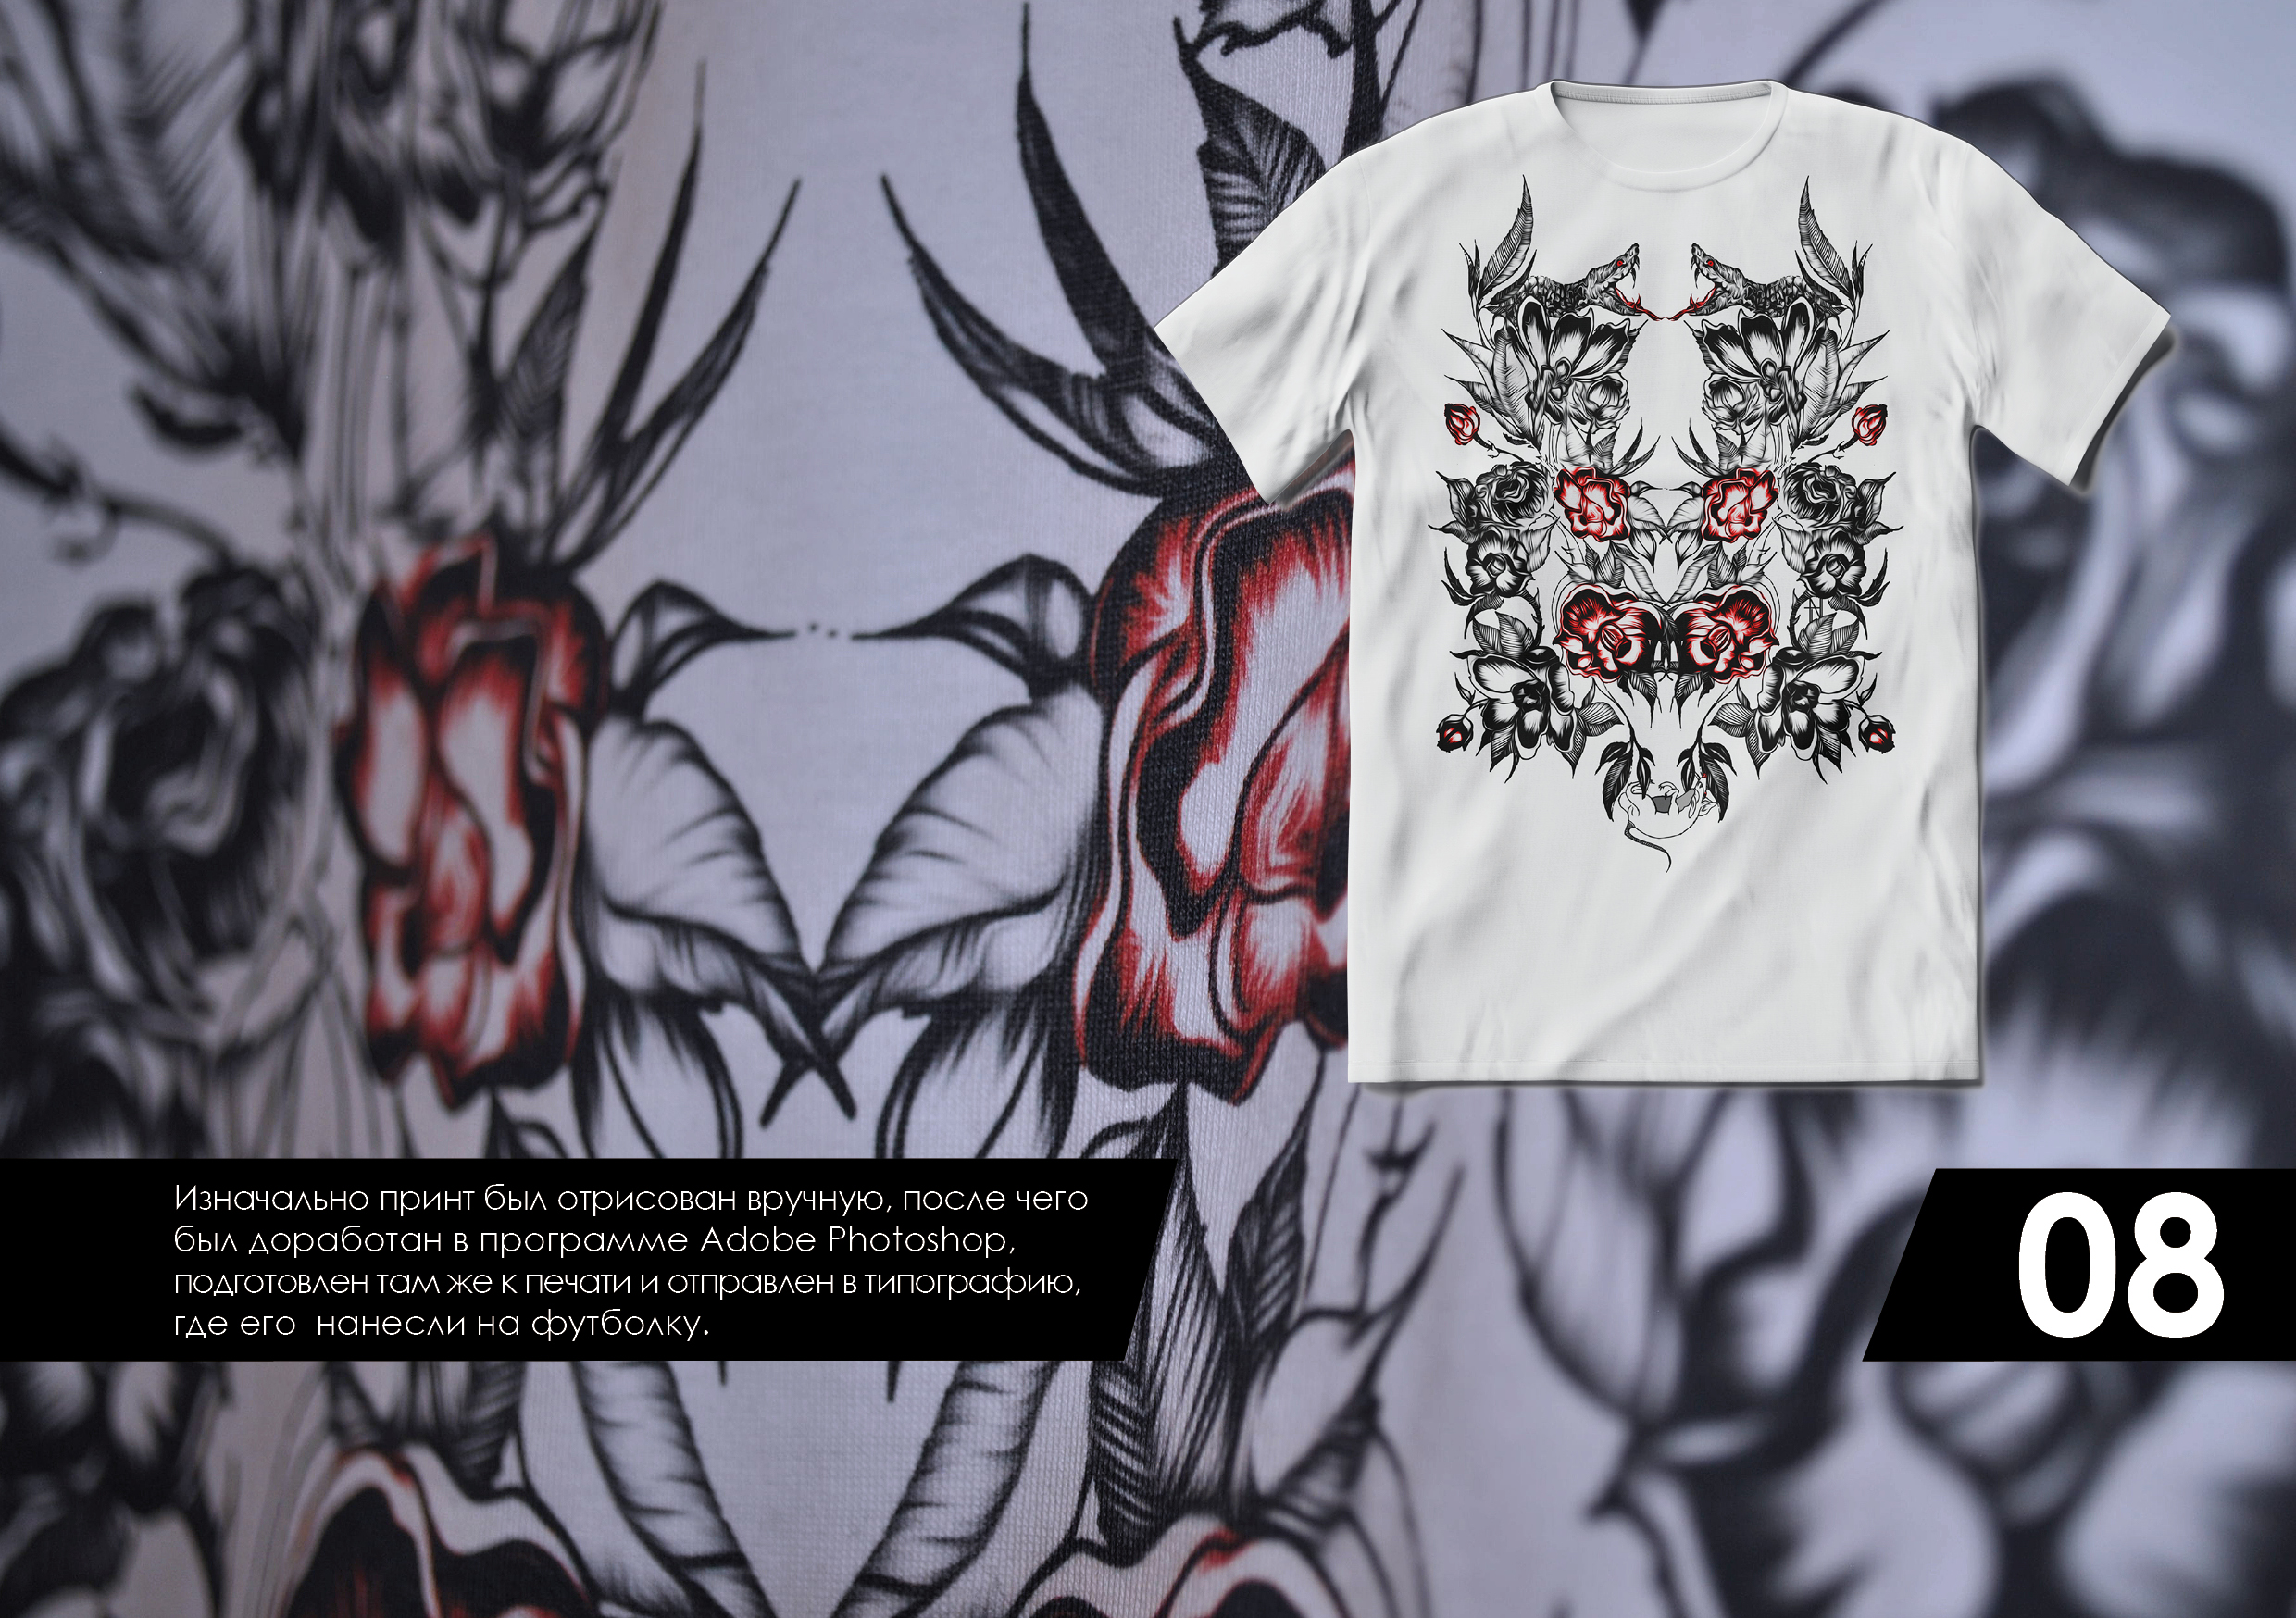 Изначально принт был отрисован вручную, после чего
был доработан в программе Adobe Photoshop,
подготовлен там же к печати и отправлен в типографию,
где его  нанесли на футболку.
08